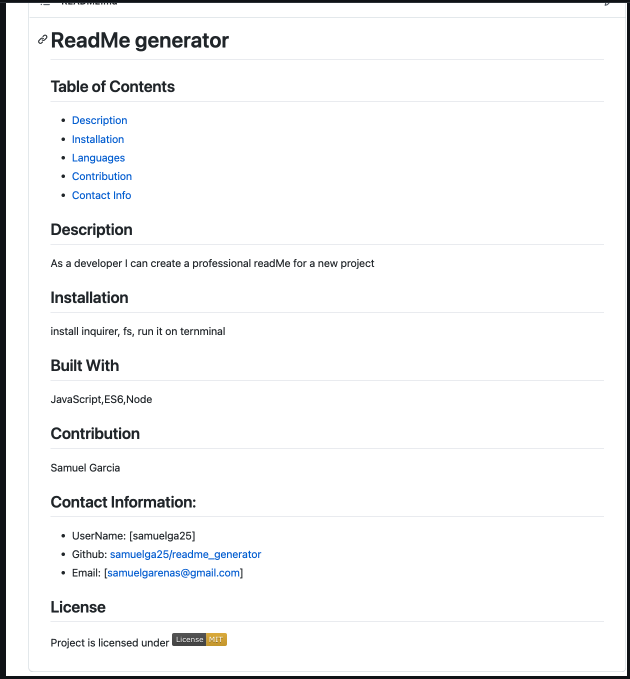 README.md
ReadMe generator
Table of Contents
Description
Installation
Languages
Contribution
Contact Info
Description
As a developer I can create a professional readMe for a new project
Installation
install inquirer, fs, run it on ternminal
Built With
JavaScript,ES6,Node
Contribution
Samuel Garcia
Contact Information:
UserName: [samuelga25]
Github: samuelga25/readme_generator
Email: [samuelgarenas@gmail.com]
License
Project is licensed under License MIT